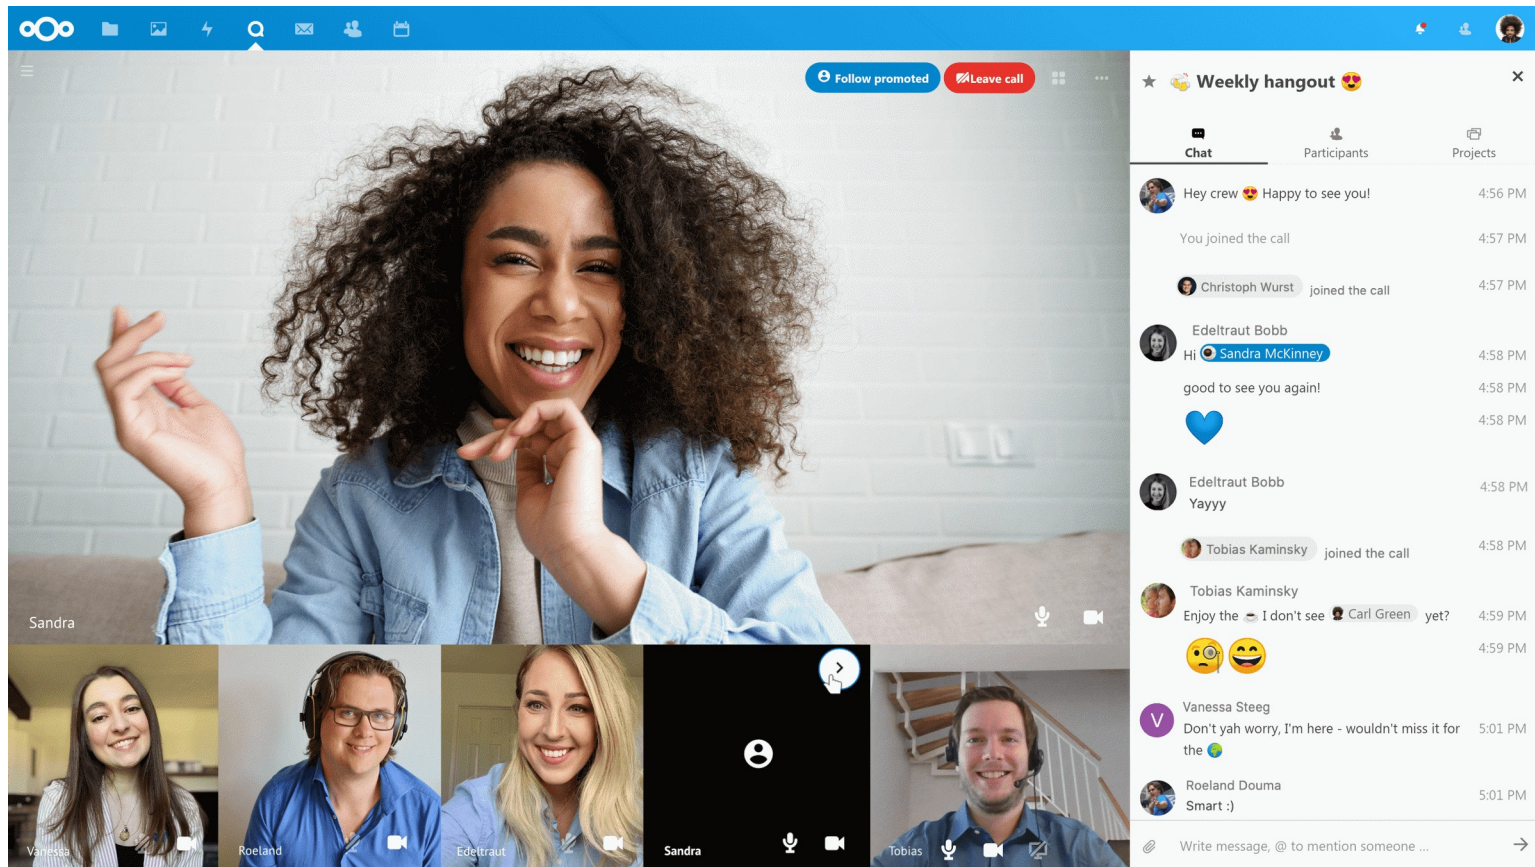 Follow promoted
Leave call
Sandra
Vanessa
Roeland
Edeltraut
Sandra
Tobias
Weekly hangout
Chat
Participants
Projects
Hey crew 😍 Happy to see you! 4:56 PM
You joined the call 4:57 PM
Christoph Wurst joined the call 4:57 PM
Edeltraut Bobb
Hi Sandra McKinney 4:58 PM
good to see you again! 4:58 PM
4:58 PM
Edeltraut Bobb 4:58 PM
Yayyy
Tobias Kaminsky joined the call 4:58 PM
Tobias Kaminsky
Enjoy the ☕ I don't see Carl Green yet? 4:59 PM
4:59 PM
V
Vanessa Steeg
Don't yah worry, I'm here - wouldn't miss it for 5:01 PM
the 🌍
Roeland Douma
Smart :) 5:01 PM
Write message, @ to mention someone ...